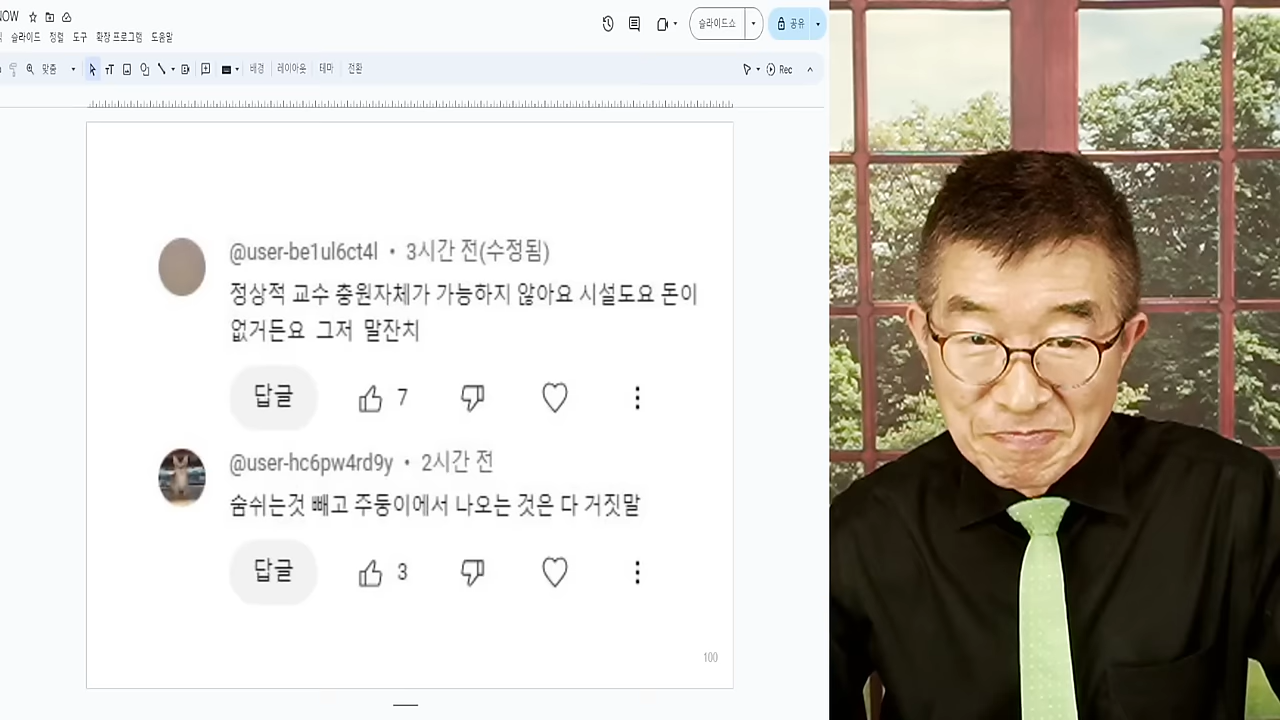 NOW
슬라이드 정렬 도구 확장 프로그램 도움말
슬라이드쇼
공유
맞춤
배경 레이아웃 테마 전환
Rec
@user-be1ul6ct4l • 3시간 전(수정됨)
정상적 교수 충원자체가 가능하지 않아요 시설도요 돈이
없거든요 그저 말잔치
답글 7
@user-hc6pw4rd9y • 2시간 전
숨쉬는것 빼고 주둥이에서 나오는 것은 다 거짓말
답글 3
100